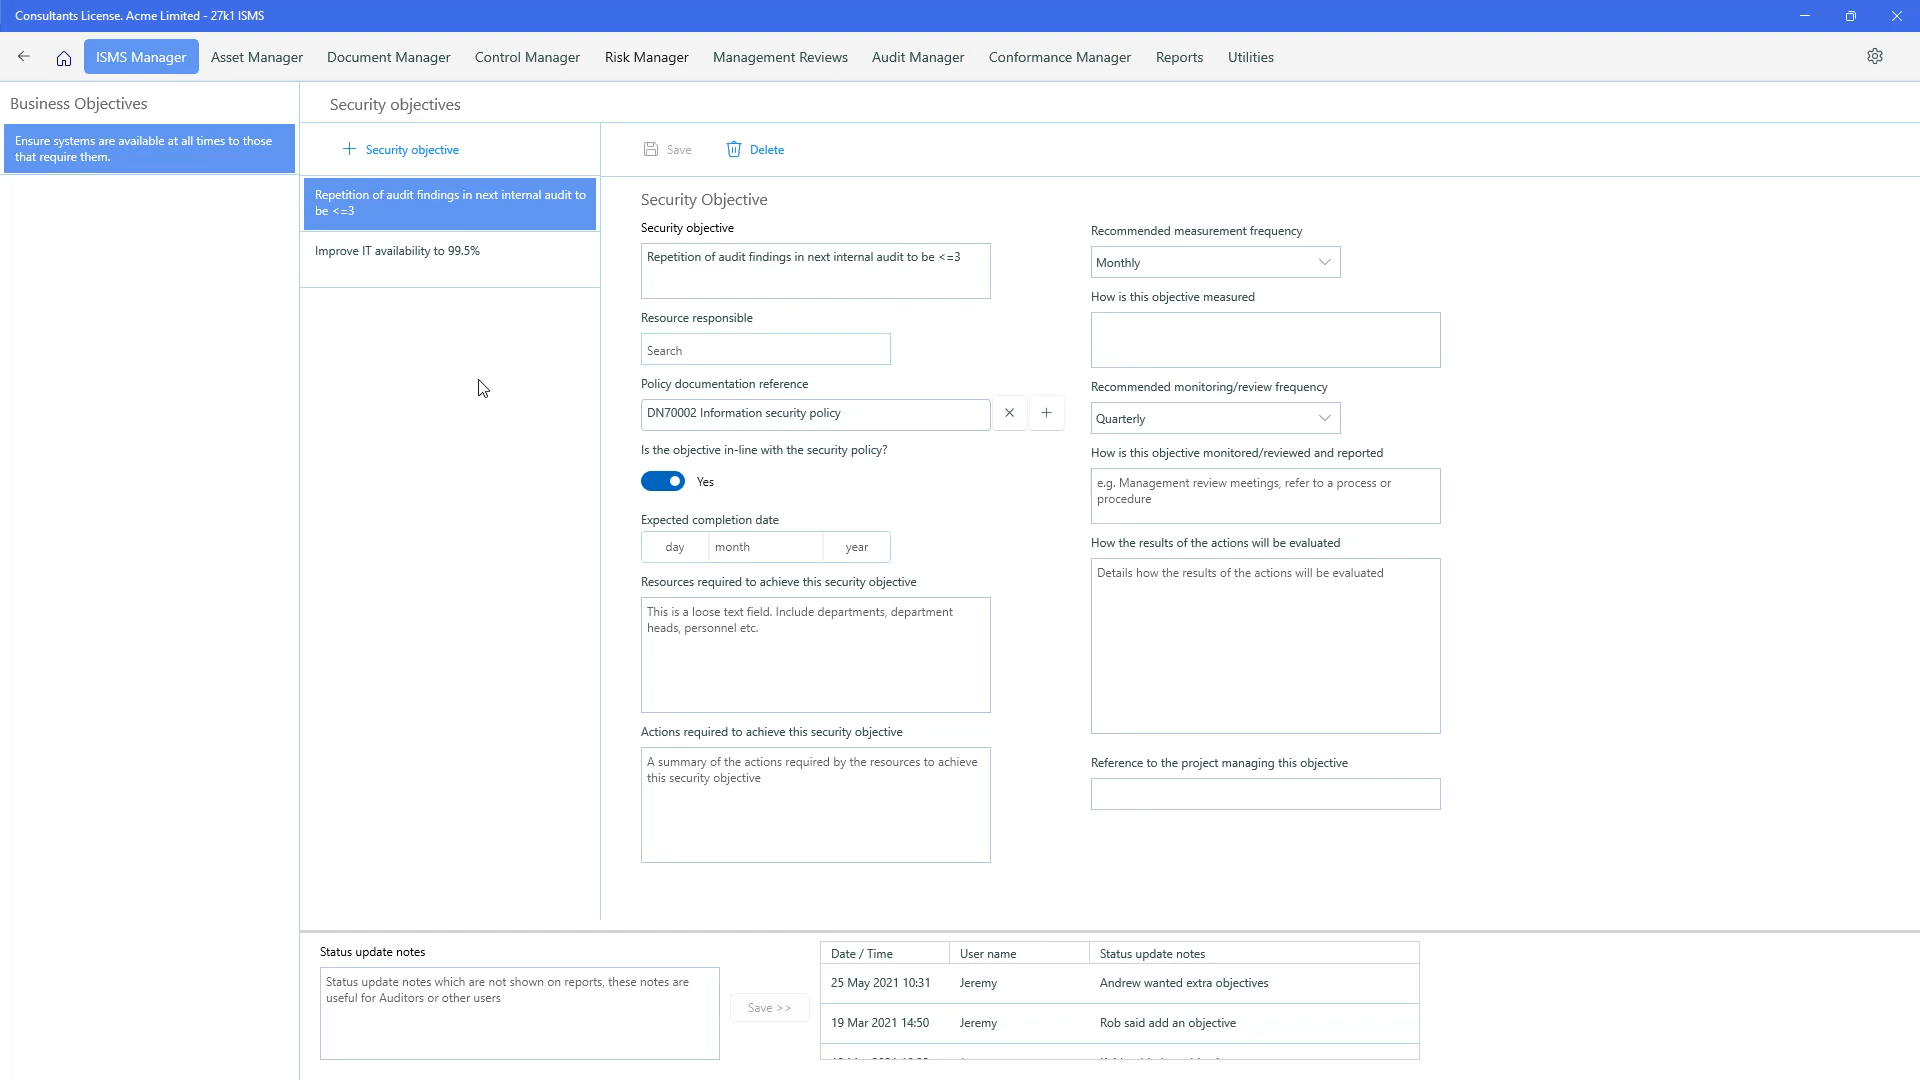 Consultants License. Acme Limited - 27k1 ISMS
ISMS Manager
Asset Manager
Document Manager
Control Manager
Risk Manager
Management Reviews
Audit Manager
Conformance Manager
Reports
Utilities
Business Objectives
Ensure systems are available at all times to those
that require them.
Security objectives
Security objective
Repetition of audit findings in next internal audit to
be <=3
Improve IT availability to 99.5%
Save
Delete
Security Objective
Security objective
Repetition of audit findings in next internal audit to be <=3
Resource responsible
Search
Policy documentation reference
DN70002 Information security policy
Is the objective in-line with the security policy?
Yes
Expected completion date
day month year
Resources required to achieve this security objective
This is a loose text field. Include departments, department
heads, personnel etc.
Actions required to achieve this security objective
A summary of the actions required by the resources to achieve
this security objective
Recommended measurement frequency
Monthly
How is this objective measured
Recommended monitoring/review frequency
Quarterly
How is this objective monitored/reviewed and reported
e.g. Management review meetings, refer to a process or
procedure
How the results of the actions will be evaluated
Details how the results of the actions will be evaluated
Reference to the project managing this objective
Status update notes
Status update notes which are not shown on reports, these notes are
useful for Auditors or other users
Save >>
Date / Time User name Status update notes
25 May 2021 10:31 Jeremy Andrew wanted extra objectives
19 Mar 2021 14:50 Jeremy Rob said add an objective